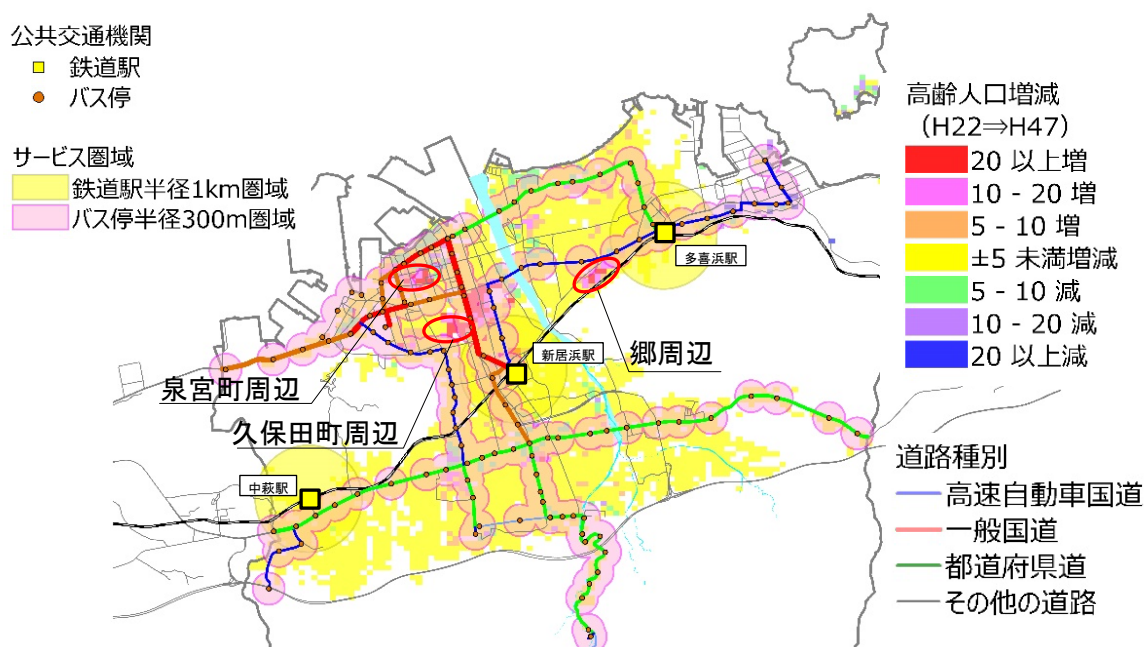 公共交通機関
鉄道駅
バス停
サービス圏域
鉄道駅半径1km圏域
バス停半径300m圏域
高齢人口増減
(H22⇒H47)
20 以上増
10 - 20 増
5 - 10 増
±5 未満増減
5 - 10 減
10 - 20 減
20 以上減
多喜浜駅
新居浜駅
郷周辺
泉宮町周辺
久保田町周辺
中萩駅
道路種別
高速自動車国道
一般国道
都道府県道
その他の道路